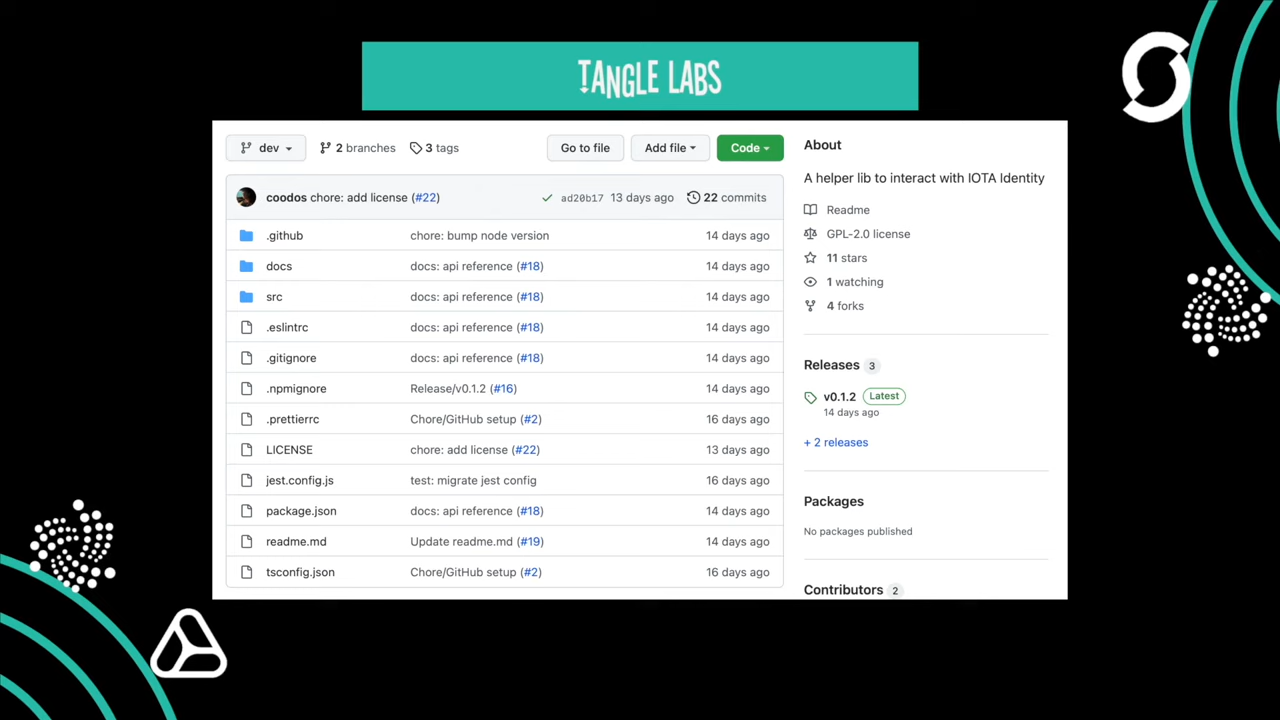 TANGLE LABS
dev 2 branches 3 tags Go to file Add file Code
coodos chore: add license (#22) ad20b17 13 days ago 22 commits
.github chore: bump node version 14 days ago
docs docs: api reference (#18) 14 days ago
src docs: api reference (#18) 14 days ago
.eslintrc docs: api reference (#18) 14 days ago
.gitignore docs: api reference (#18) 14 days ago
.npmignore Release/v0.1.2 (#16) 14 days ago
.prettierrc Chore/GitHub setup (#2) 16 days ago
LICENSE chore: add license (#22) 13 days ago
jest.config.js test: migrate jest config 16 days ago
package.json docs: api reference (#18) 14 days ago
readme.md Update readme.md (#19) 14 days ago
tsconfig.json Chore/GitHub setup (#2) 16 days ago
About
A helper lib to interact with IOTA Identity
Readme
GPL-2.0 license
11 stars
1 watching
4 forks
Releases 3
v0.1.2 Latest
14 days ago
+ 2 releases
Packages
No packages published
Contributors 2